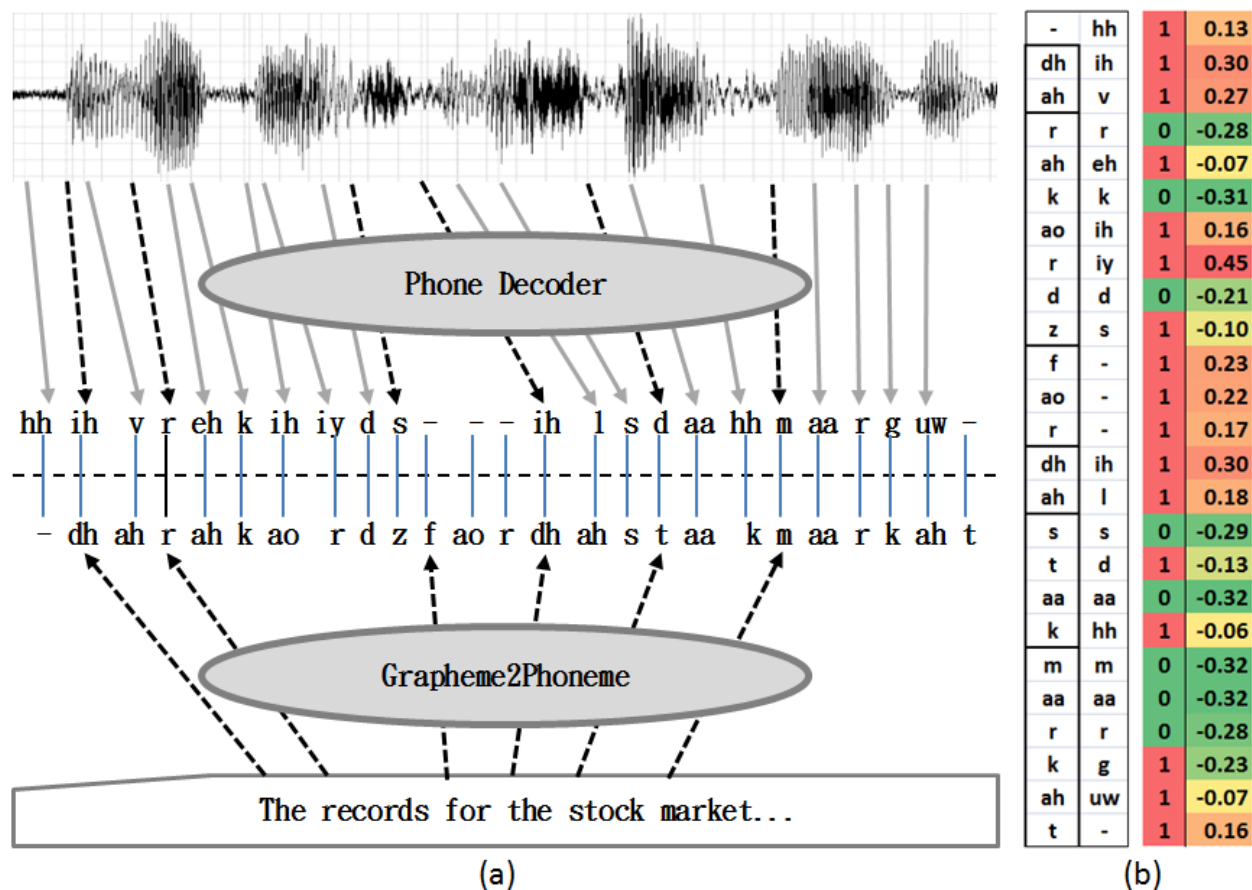 Phone Decoder
hh ih v r eh k ih iy d s - - - ih l s d aa hh m aa r g uw -
- dh ah r ah k ao r d z f ao r dh ah s t aa k m aa r k ah t
Grapheme2Phoneme
The records for the stock market...
(a)
- hh 1 0.13
dh ih 1 0.30
ah v 1 0.27
r r 0 -0.28
ah eh 1 -0.07
k k 0 -0.31
ao ih 1 0.16
r iy 1 0.45
d d 0 -0.21
z s 1 -0.10
f - 1 0.23
ao - 1 0.22
r - 1 0.17
dh ih 1 0.30
ah l 1 0.18
s s 0 -0.29
t d 1 -0.13
aa aa 0 -0.32
k hh 1 -0.06
m m 0 -0.32
aa aa 0 -0.32
r r 0 -0.28
k g 1 -0.23
ah uw 1 -0.07
t - 1 0.16
(b)